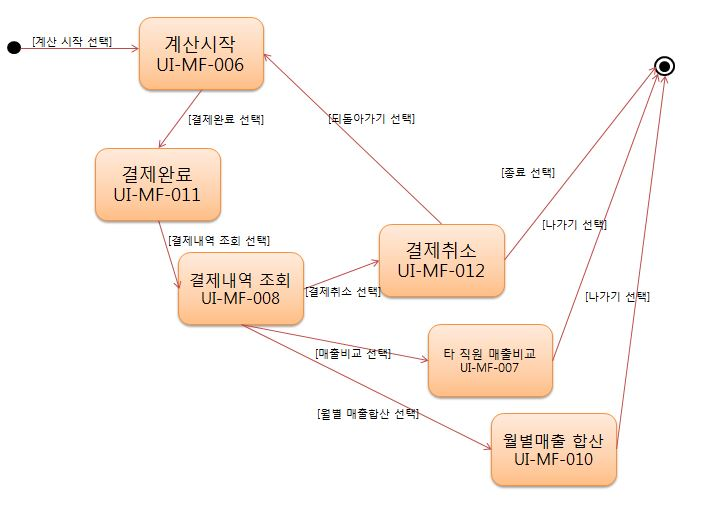 [계산 시작 선택]
계산시작
UI-MF-006
[결제완료 선택]
[되돌아가기 선택]
결제완료
UI-MF-011
[종료 선택]
[나가기 선택]
[결제내역 조회 선택]
결제취소
UI-MF-012
결제내역 조회
UI-MF-008
[결제취소 선택]
[나가기 선택]
[매출비교 선택]
타 직원 매출비교
UI-MF-007
[월별 매출합산 선택]
월별매출 합산
UI-MF-010